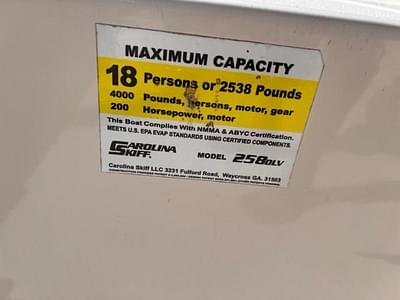 MAXIMUM CAPACITY
18 Persons or 2538 Pounds
4000 Pounds, persons, motor, gear
200 Horsepower, motor
This Boat Complies With NMMA & ABYC Certification.
MEETS U.S. EPA EVAP STANDARDS USING CERTIFIED COMPONENTS.
CAROLINA SKIFF. MODEL 258DLV
Carolina Skiff LLC 3231 Fulford Road, Waycross GA. 31503